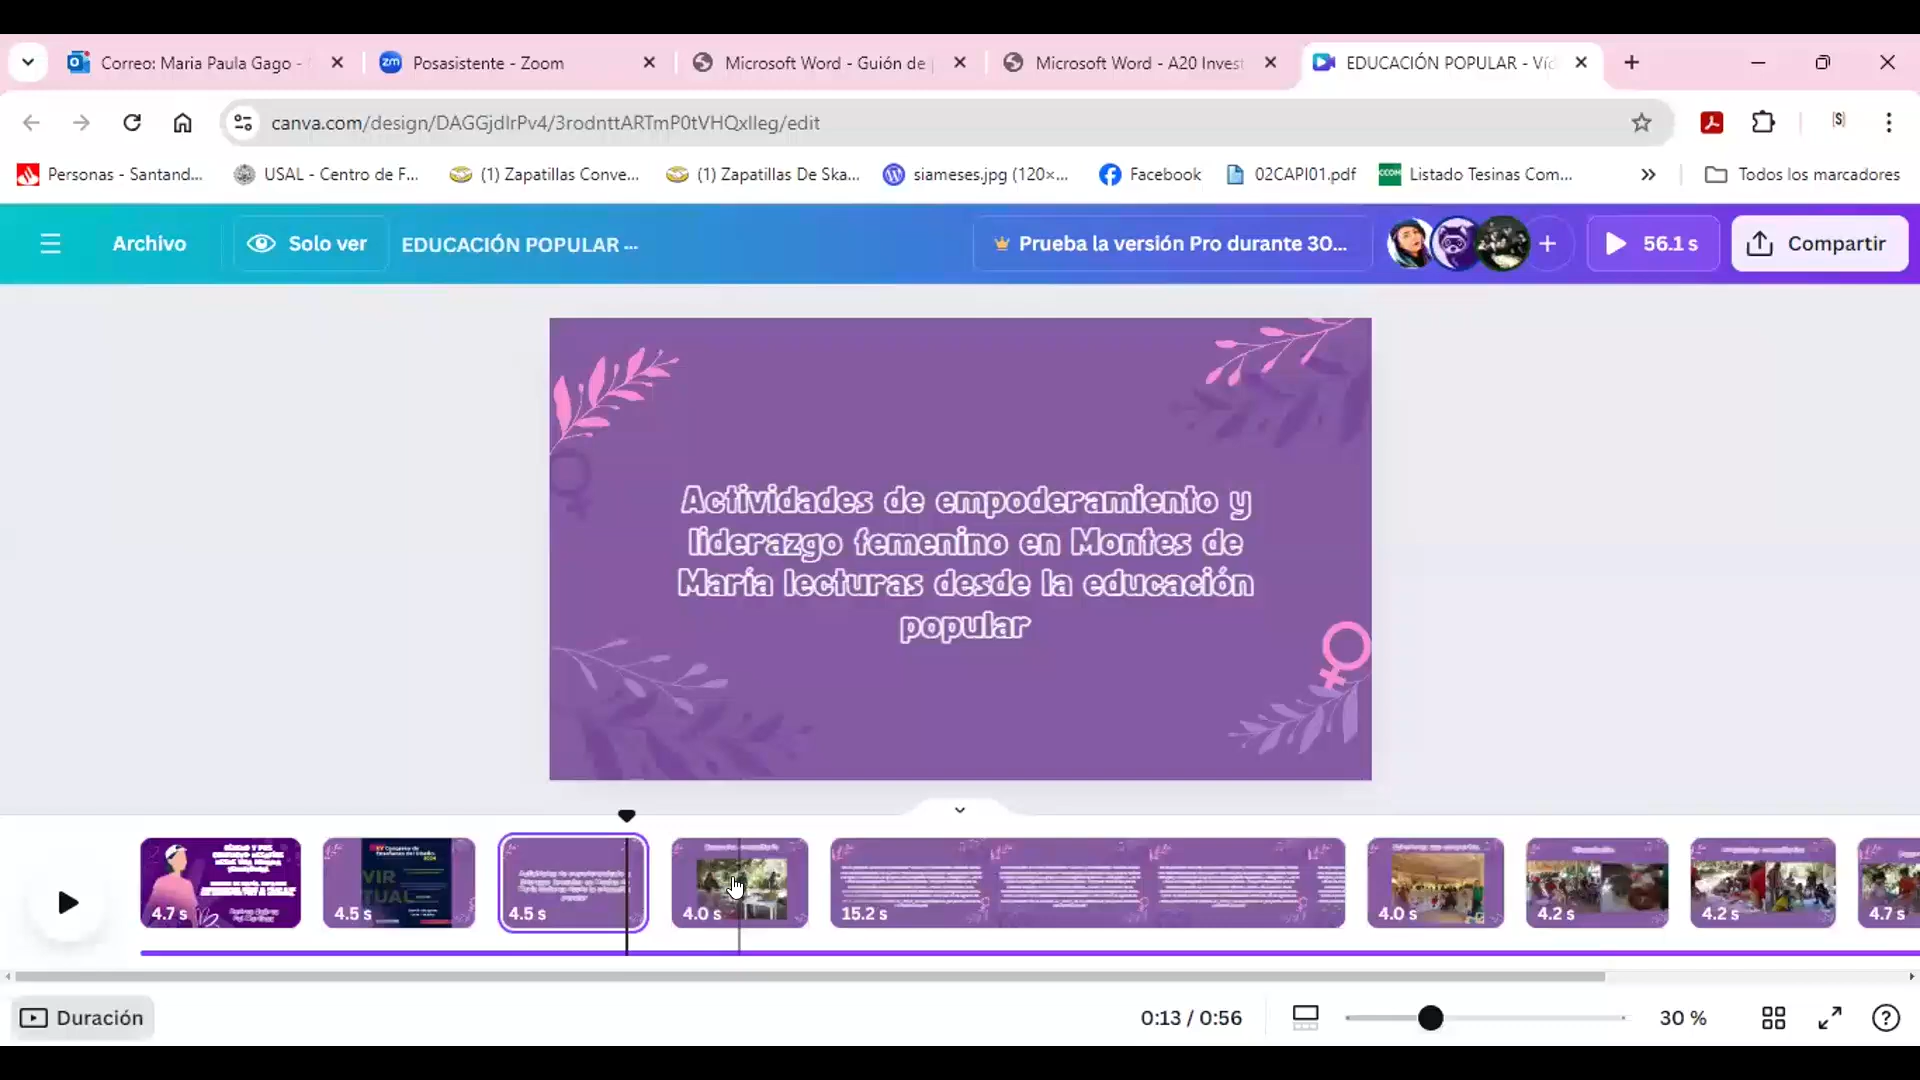 Correo: Maria Paula Gago -
Posasistente - Zoom
Microsoft Word - Guión de
Microsoft Word - A20 Invest
EDUCACIÓN POPULAR - Víd
canva.com/design/DAGGjdIrPv4/3rodnttARTmP0tVHQxIleg/edit
Personas - Santand...
USAL - Centro de F...
(1) Zapatillas Conve...
(1) Zapatillas De Ska...
siameses.jpg (120×...
Facebook
02CAPI01.pdf
Listado Tesinas Com...
Todos los marcadores
Archivo
Solo ver
EDUCACIÓN POPULAR ...
Prueba la versión Pro durante 30...
56.1 s
Compartir
Actividades de empoderamiento y
liderazgo femenino en Montes de
María lecturas desde la educación
popular
4.7 s
4.5 s
VIR
TUAL
4.5 s
4.0 s
15.2 s
4.0 s
4.2 s
4.2 s
4.7 s
Duración
0:13 / 0:56
30 %